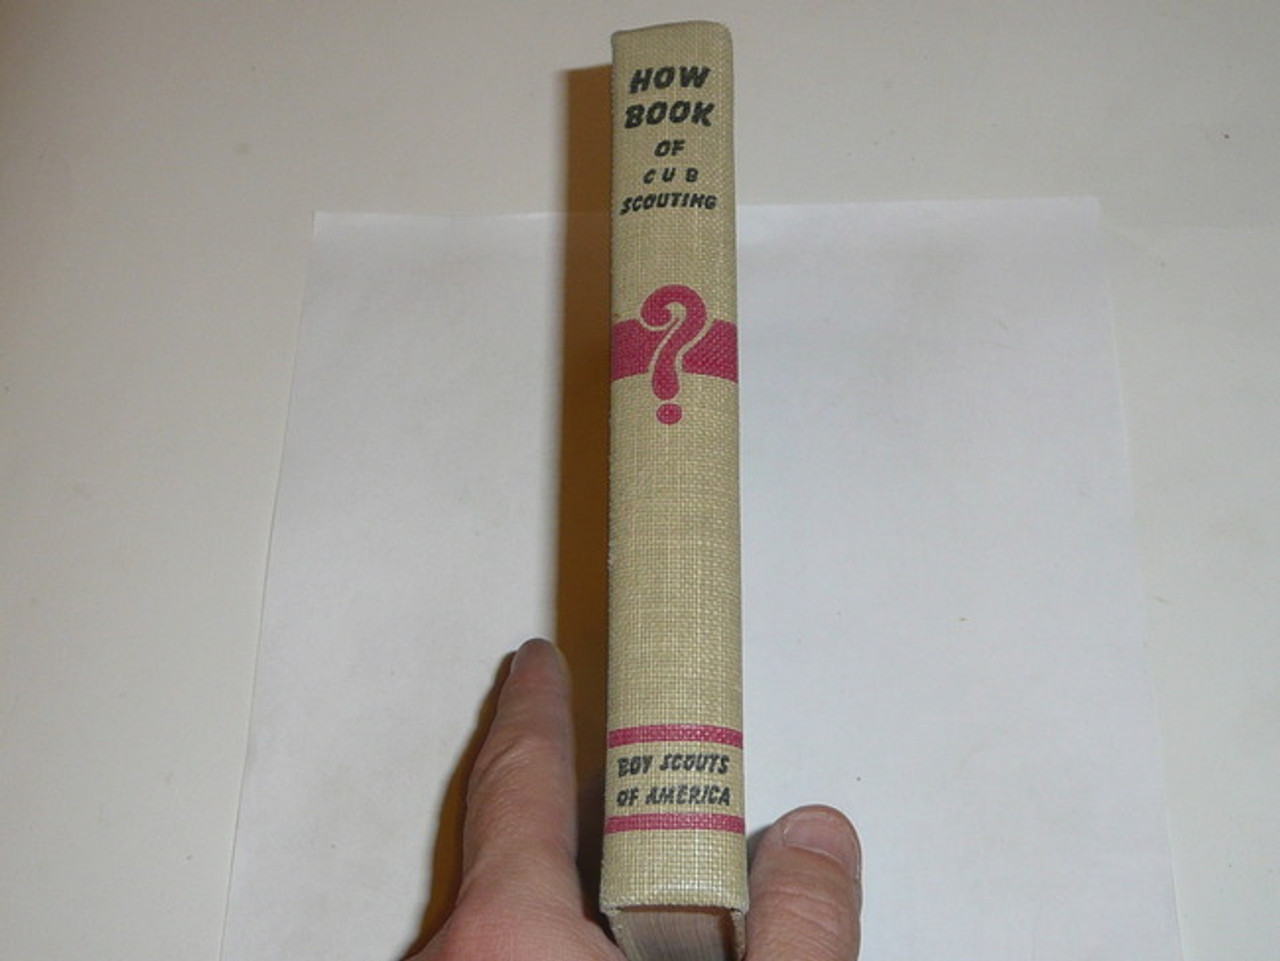 HOW
BOOK
OF
CUB
SCOUTING
?
BOY SCOUTS
OF AMERICA